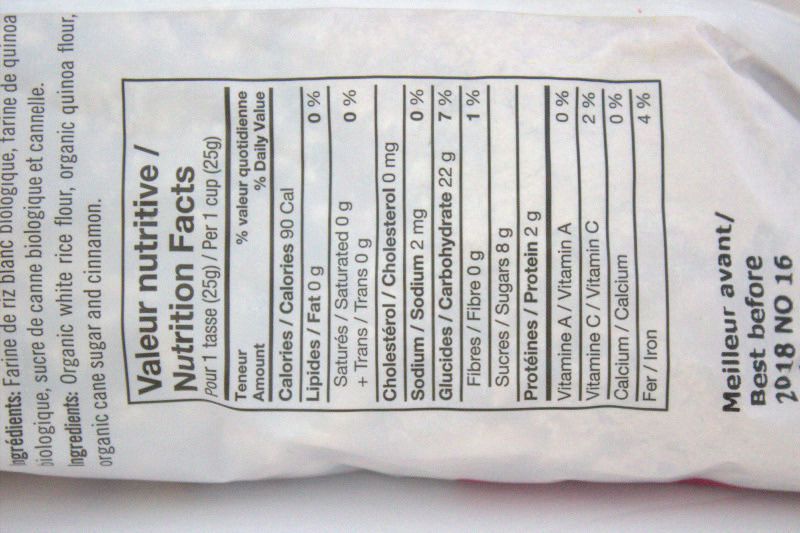 Ingrédients: Farine de riz blanc biologique, farine de quinoa
biologique, sucre de canne biologique et cannelle.
Ingredients: Organic white rice flour, organic quinoa flour,
organic cane sugar and cinnamon.
Valeur nutritive /
Nutrition Facts
Pour 1 tasse (25g) / Per 1 cup (25g)
Teneur % valeur quotidienne
Amount % Daily Value
Calories / Calories 90 Cal
Lipides / Fat 0 g 0 %
Saturés / Saturated 0 g
+ Trans / Trans 0 g 0 %
Cholestérol / Cholesterol 0 mg
Sodium / Sodium 2 mg 0 %
Glucides / Carbohydrate 22 g 7 %
Fibres / Fibre 0 g 1 %
Sucres / Sugars 8 g
Protéines / Protein 2 g
Vitamine A / Vitamin A 0 %
Vitamine C / Vitamin C 2 %
Calcium / Calcium 0 %
Fer / Iron 4 %
Meilleur avant/
Best before
2018 NO 16